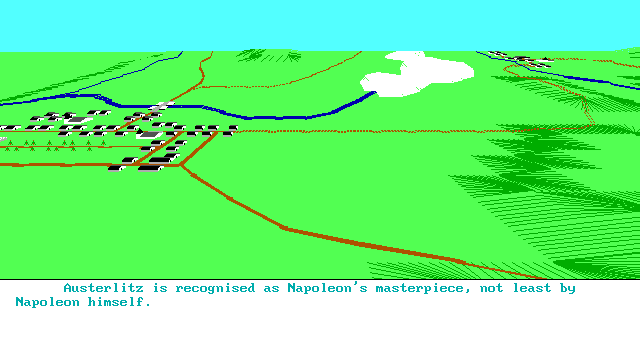 Austerlitz is recognised as Napoleon's masterpiece, not least by
Napoleon himself.